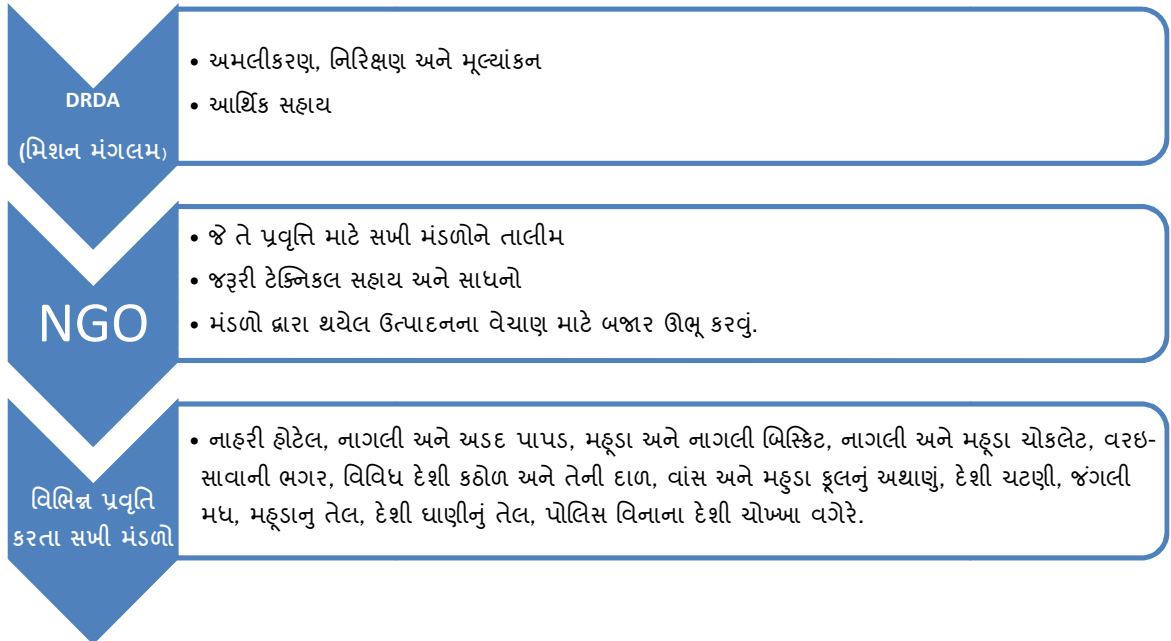 DRDA
(મિશન મંગલમ)
• અમલીકરણ, નિરિક્ષણ અને મૂલ્યાંકન
• આર્થિક સહાય
NGO
• જે તે પ્રવૃત્તિ માટે સખી મંડળોને તાલીમ
• જરૂરી ટેક્નિકલ સહાય અને સાધનો
• મંડળો દ્વારા થયેલ ઉત્પાદનના વેચાણ માટે બજાર ઊભૂ કરવું.
વિભિન્ન પ્રવૃતિ
કરતા સખી મંડળો
• નાહરી હોટેલ, નાગલી અને અડદ પાપડ, મહૂડા અને નાગલી બિસ્કિટ, નાગલી અને મહૂડા ચોકલેટ, વરઇ-
સાવાની ભગર, વિવિધ દેશી કઠોળ અને તેની દાળ, વાંસ અને મહુડા ફૂલનું અથાણું, દેશી ચટણી, જંગલી
મધ, મહૂડાનુ તેલ, દેશી ઘાણીનું તેલ, પોલિસ વિનાના દેશી ચોખ્ખા વગેરે.